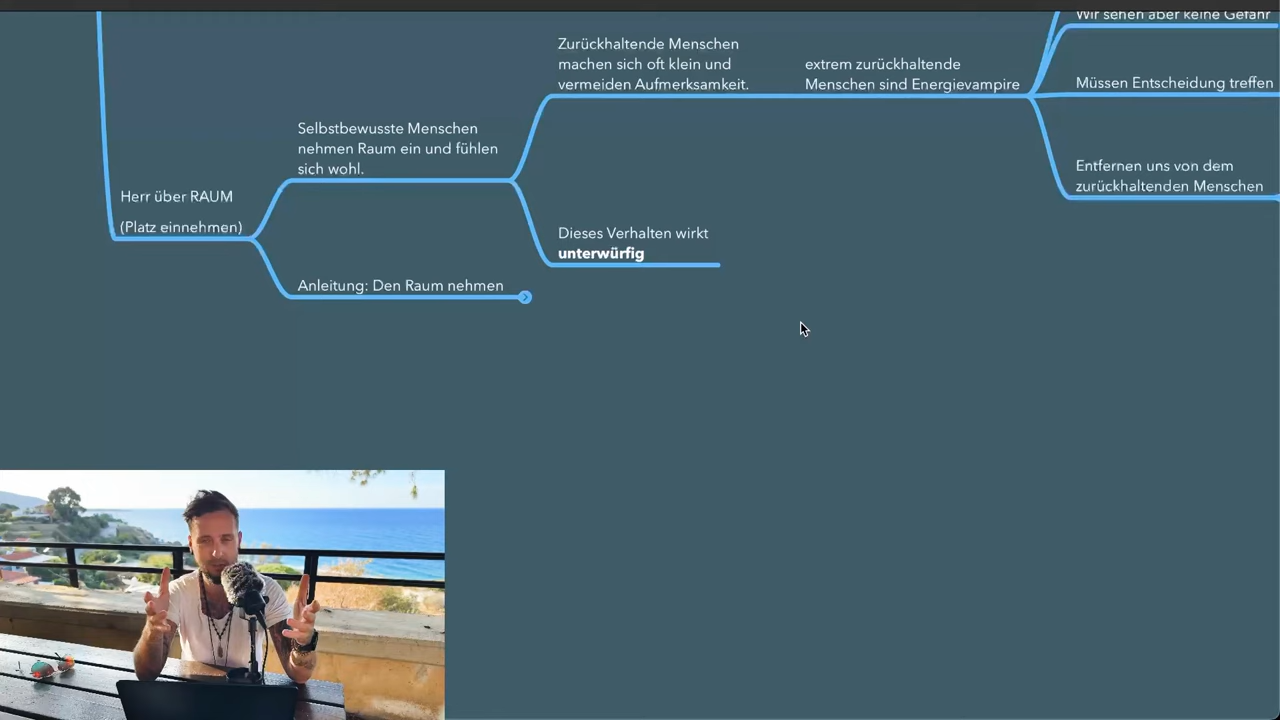 Wir sehen aber keine Gefahr
Zurückhaltende Menschen
machen sich oft klein und
vermeiden Aufmerksamkeit.
extrem zurückhaltende
Menschen sind Energievampire
Müssen Entscheidung treffen
Selbstbewusste Menschen
nehmen Raum ein und fühlen
sich wohl.
Entfernen uns von dem
zurückhaltenden Menschen
Herr über RAUM
(Platz einnehmen)
Dieses Verhalten wirkt
unterwürfig
Anleitung: Den Raum nehmen